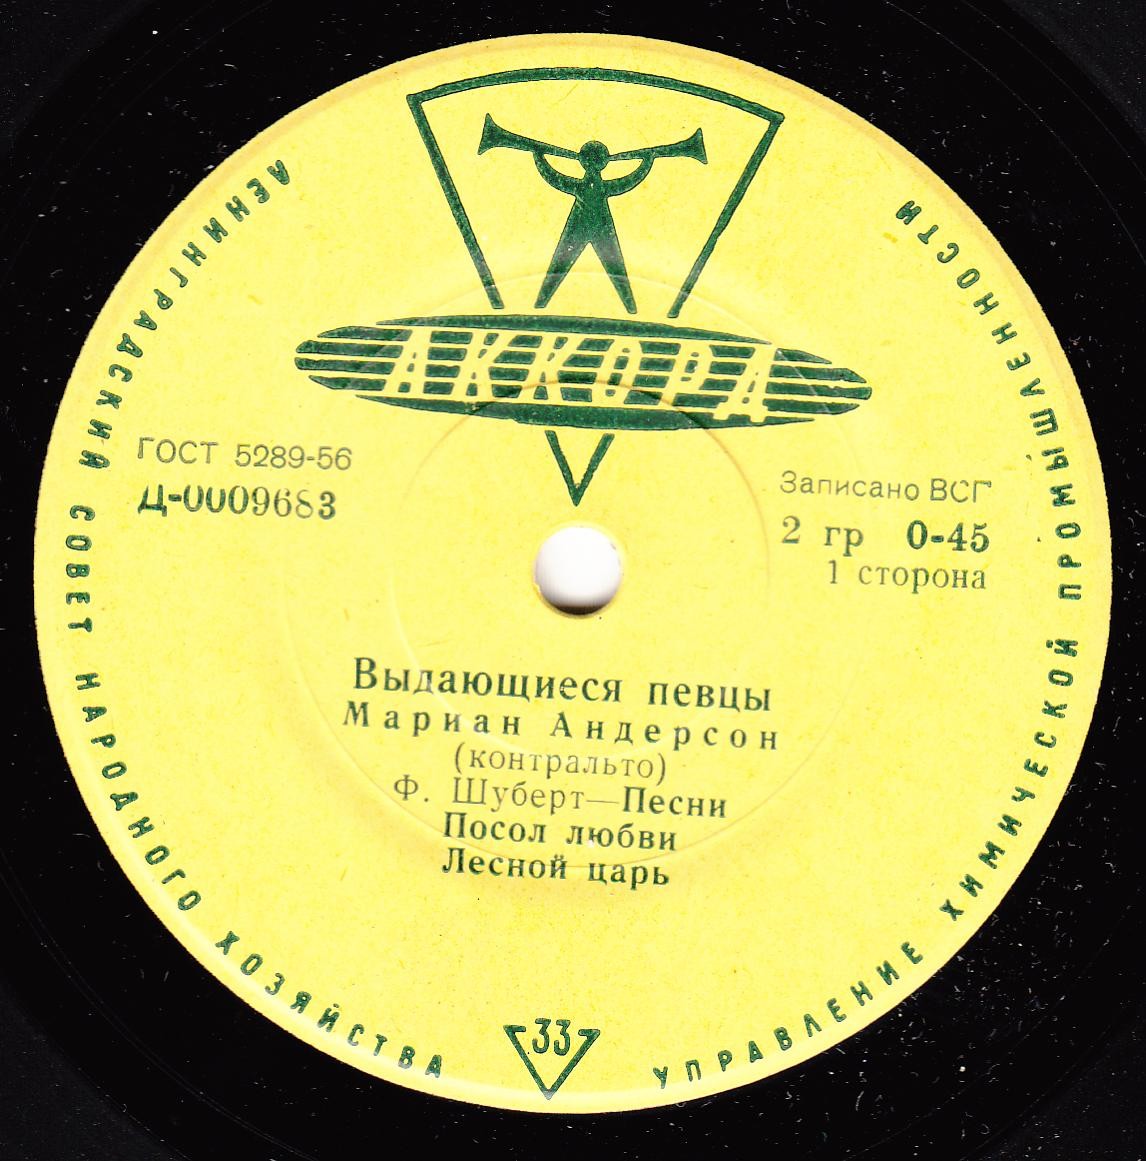 АККОРД
ЛЕНИНГРАДСКИЙ СОВЕТ НАРОДНОГО ХОЗЯЙСТВА
УПРАВЛЕНИЕ ХИМИЧЕСКОЙ ПРОМЫШЛЕННОСТИ
ГОСТ 5289-56
Д-0009683
Записано ВСГ
2 гр 0-45
1 сторона
Выдающиеся певцы
Мариан Андерсон
(контральто)
Ф. Шуберт—Песни
Посол любви
Лесной царь
33